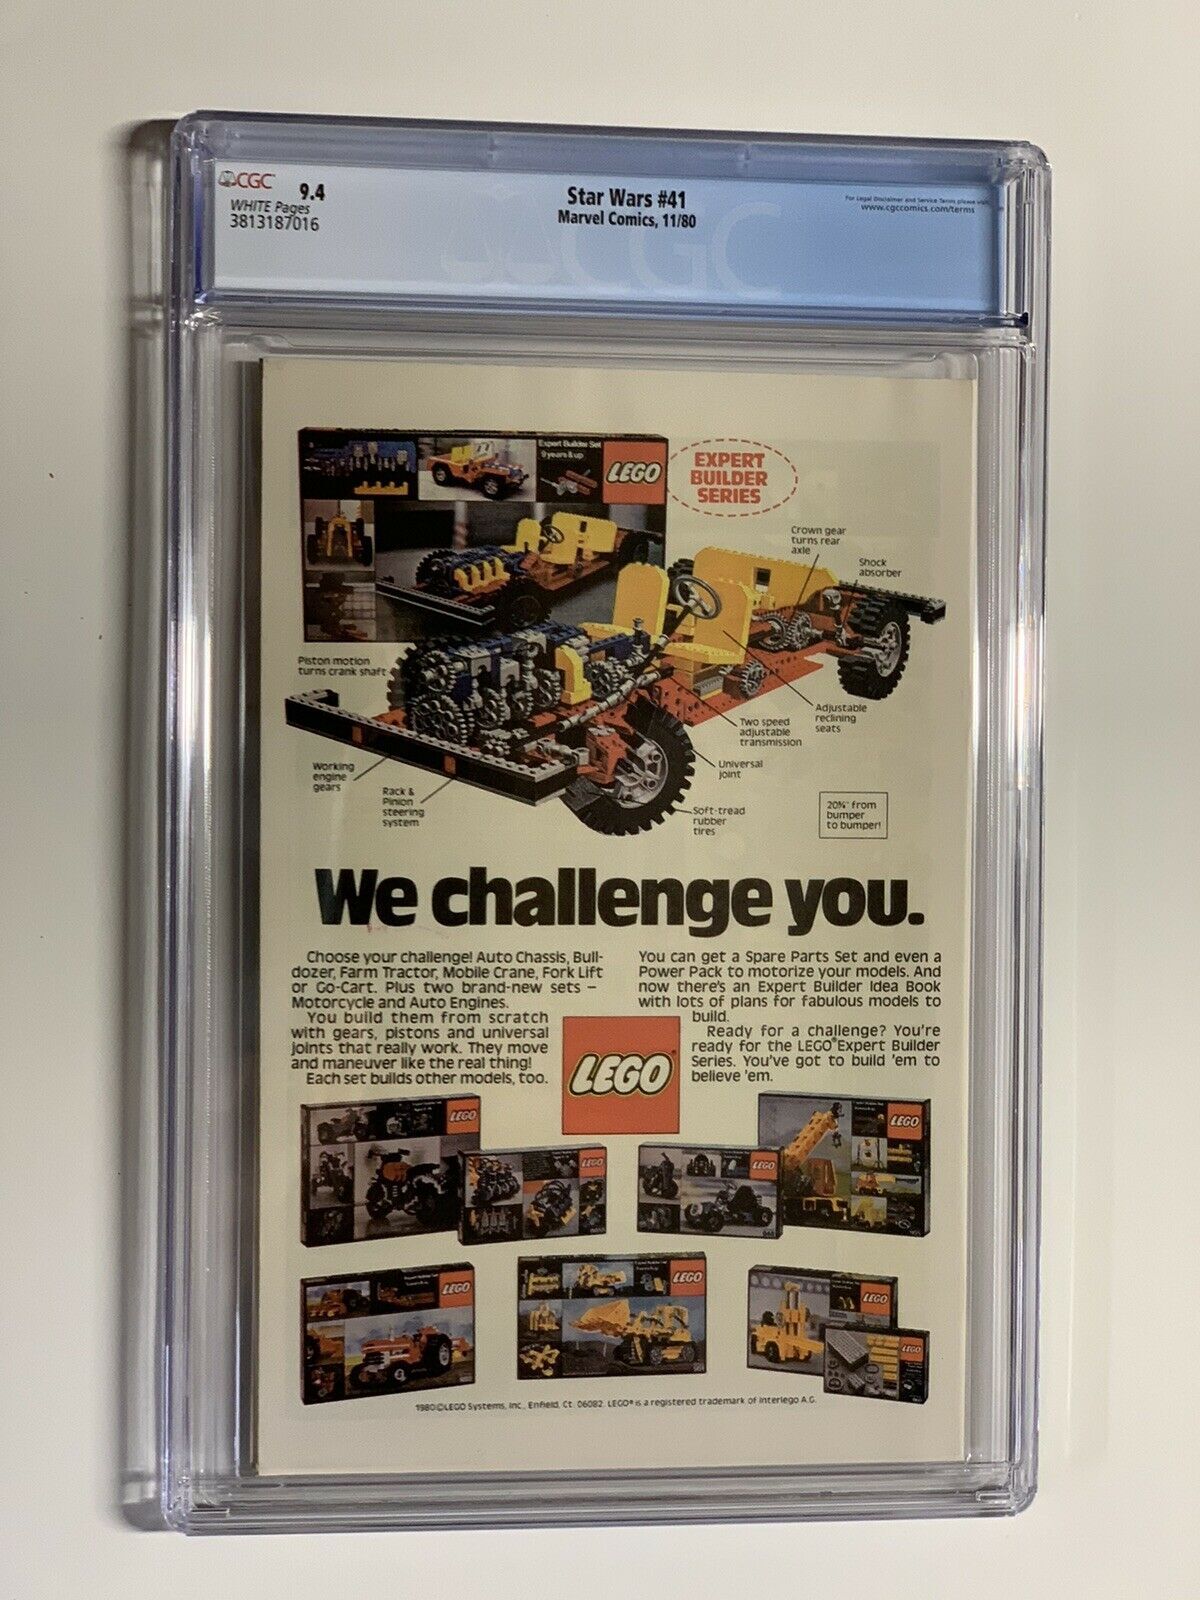 CGC 9.4
WHITE Pages
3813187016
Star Wars #41
Marvel Comics, 11/80
For Legal Disclaimer and Service Terms please visit
www.cgccomics.com/terms
CGC
Expert Builder Set
9 years & up
LEGO
EXPERT
BUILDER
SERIES
Crown gear
turns rear
axle
Shock
absorber
Piston motion
turns crank shaft
Adjustable
reclining
seats
Two speed
adjustable
transmission
Universal
joint
Working
engine
gears
Rack &
Pinion
steering
system
Soft-tread
rubber
tires
20¾" from
bumper
to bumper!
We challenge you.
Choose your challenge! Auto Chassis, Bull-
dozer, Farm Tractor, Mobile Crane, Fork Lift
or Go-Cart. Plus two brand-new sets –
Motorcycle and Auto Engines.
You build them from scratch
with gears, pistons and universal
joints that really work. They move
and maneuver like the real thing!
Each set builds other models, too.
You can get a Spare Parts Set and even a
Power Pack to motorize your models. And
now there's an Expert Builder Idea Book
with lots of plans for fabulous models to
build.
Ready for a challenge? You're
ready for the LEGO® Expert Builder
Series. You've got to build 'em to
believe 'em.
LEGO®
LEGO
LEGO
LEGO
LEGO
LEGO
LEGO
LEGO
LEGO
1980 © LEGO Systems, Inc., Enfield, Ct. 06082. LEGO® is a registered trademark of Interlego A.G.